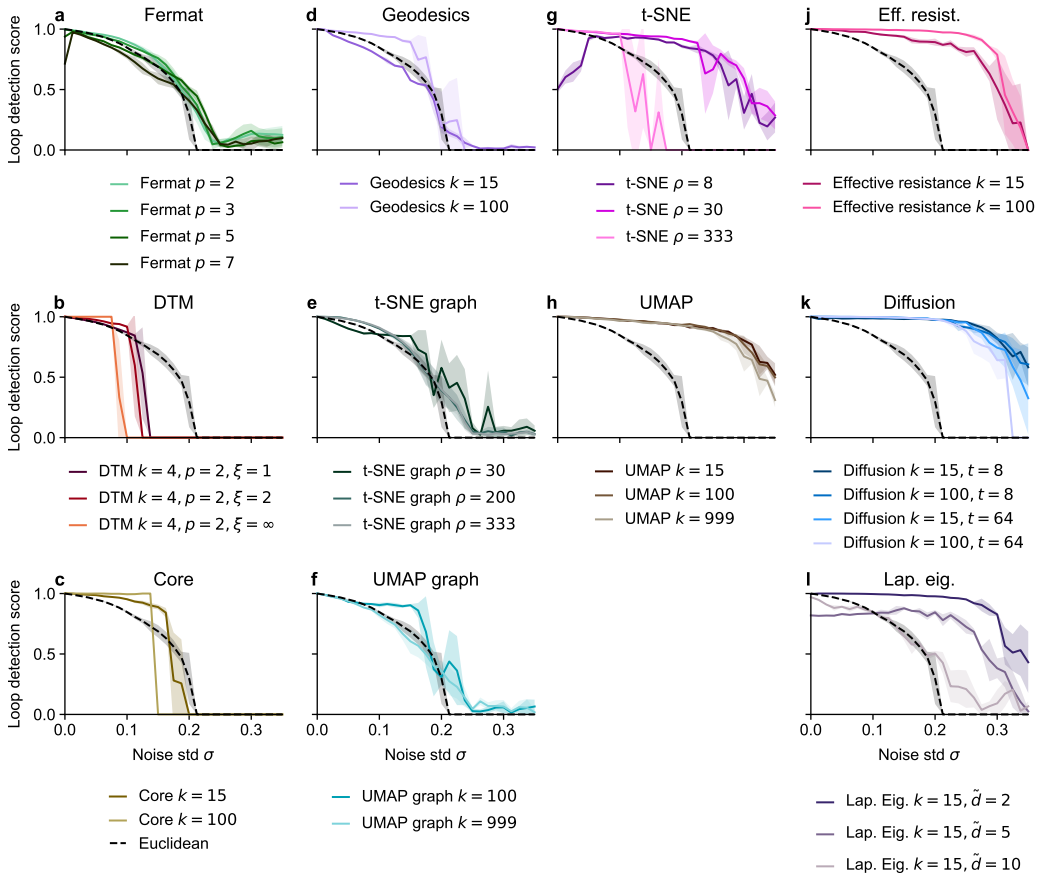 a Fermat
d Geodesics
g t-SNE
j Eff. resist.
Loop detection score
1.0
0.5
0.0
Fermat p = 2
Fermat p = 3
Fermat p = 5
Fermat p = 7
Geodesics k = 15
Geodesics k = 100
t-SNE ρ = 8
t-SNE ρ = 30
t-SNE ρ = 333
Effective resistance k = 15
Effective resistance k = 100
b DTM
e t-SNE graph
h UMAP
k Diffusion
Loop detection score
1.0
0.5
0.0
DTM k = 4, p = 2, ξ = 1
DTM k = 4, p = 2, ξ = 2
DTM k = 4, p = 2, ξ = ∞
t-SNE graph ρ = 30
t-SNE graph ρ = 200
t-SNE graph ρ = 333
UMAP k = 15
UMAP k = 100
UMAP k = 999
Diffusion k = 15, t = 8
Diffusion k = 100, t = 8
Diffusion k = 15, t = 64
Diffusion k = 100, t = 64
c Core
f UMAP graph
l Lap. eig.
Loop detection score
1.0
0.5
0.0
0.0 0.1 0.2 0.3
Noise std σ
0.0 0.1 0.2 0.3
Noise std σ
0.0 0.1 0.2 0.3
Noise std σ
Core k = 15
Core k = 100
Euclidean
UMAP graph k = 100
UMAP graph k = 999
Lap. Eig. k = 15, d̃ = 2
Lap. Eig. k = 15, d̃ = 5
Lap. Eig. k = 15, d̃ = 10